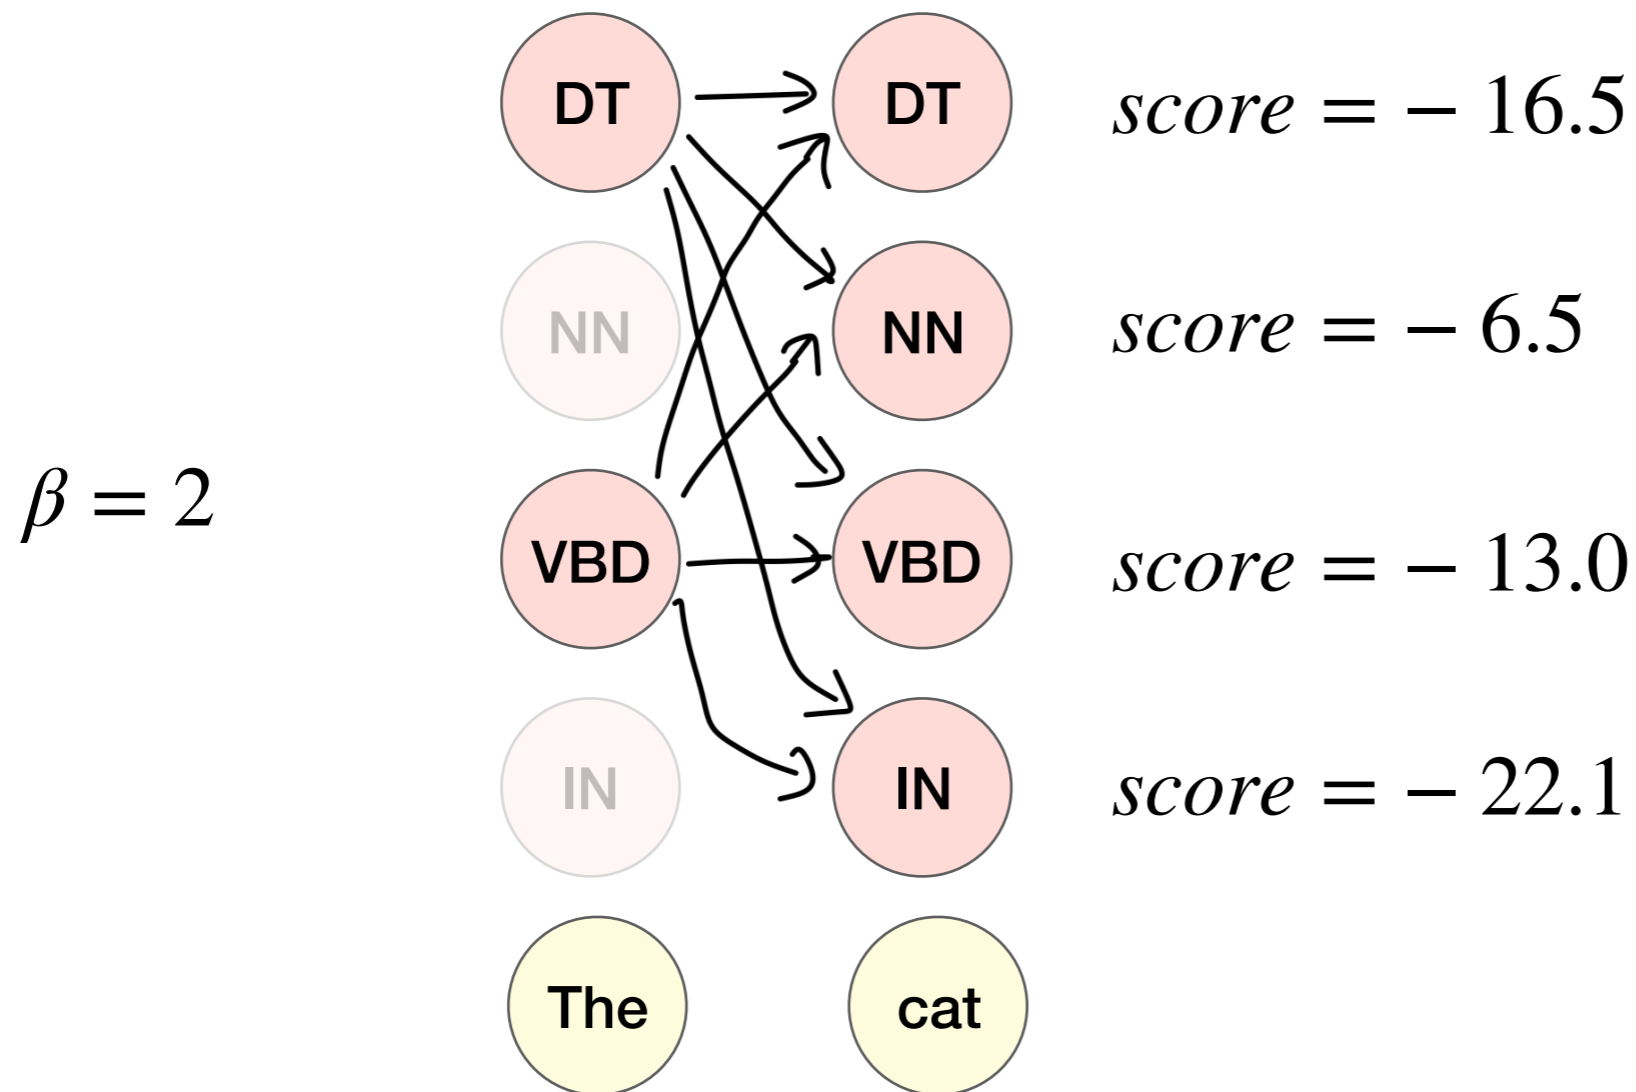 DT DT score = − 16.5
NN NN score = − 6.5
β = 2
VBD VBD score = − 13.0
IN IN score = − 22.1
The cat